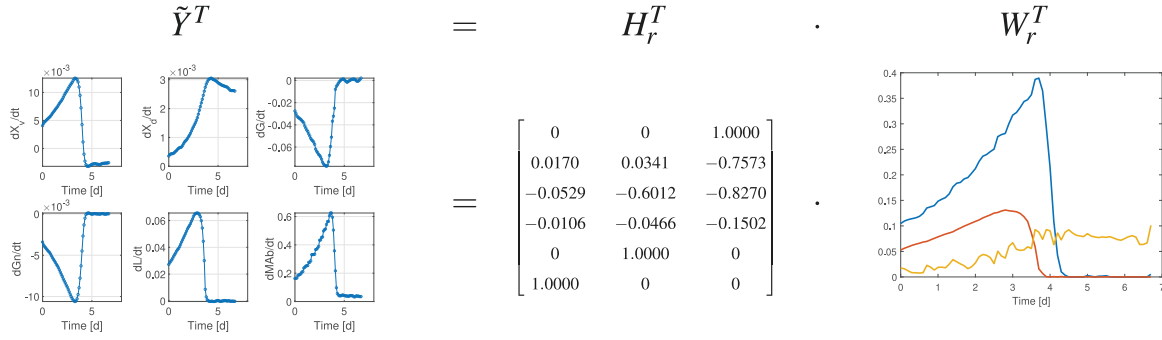 Ỹ^T = H_r^T · W_r^T
×10^-3 ×10^-3
10 5 0 dX_v/dt 0 5 Time [d]
3 2 1 dX_d/dt 0 5 Time [d]
0 -0.02 -0.04 -0.06 dG/dt 0 5 Time [d]
×10^-3
0 -5 -10 dGn/dt 0 5 Time [d]
0.06 0.04 0.02 0 dL/dt 0 5 Time [d]
0.6 0.4 0.2 0 dMAb/dt 0 5 Time [d]
=
0 0 1.0000
0.0170 0.0341 −0.7573
−0.0529 −0.6012 −0.8270
−0.0106 −0.0466 −0.1502
0 1.0000 0
1.0000 0 0
·
0.4
0.35
0.3
0.25
0.2
0.15
0.1
0.05
0
0 1 2 3 4 5 6 7
Time [d]